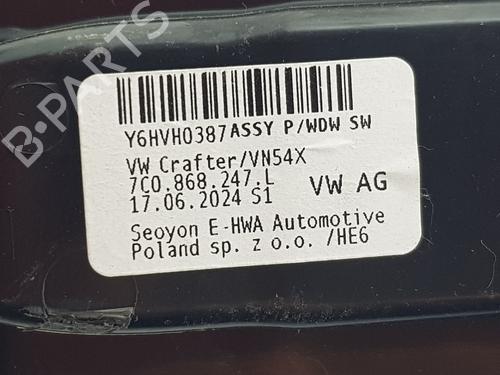 B-PARTS
Y6HVH0387ASSY P/WDW SW
VW Crafter/VN54X
7C0.868.247.L
17.06.2024 S1 VW AG
Seoyon E-HWA Automotive
Poland sp. z o.o. /HE6